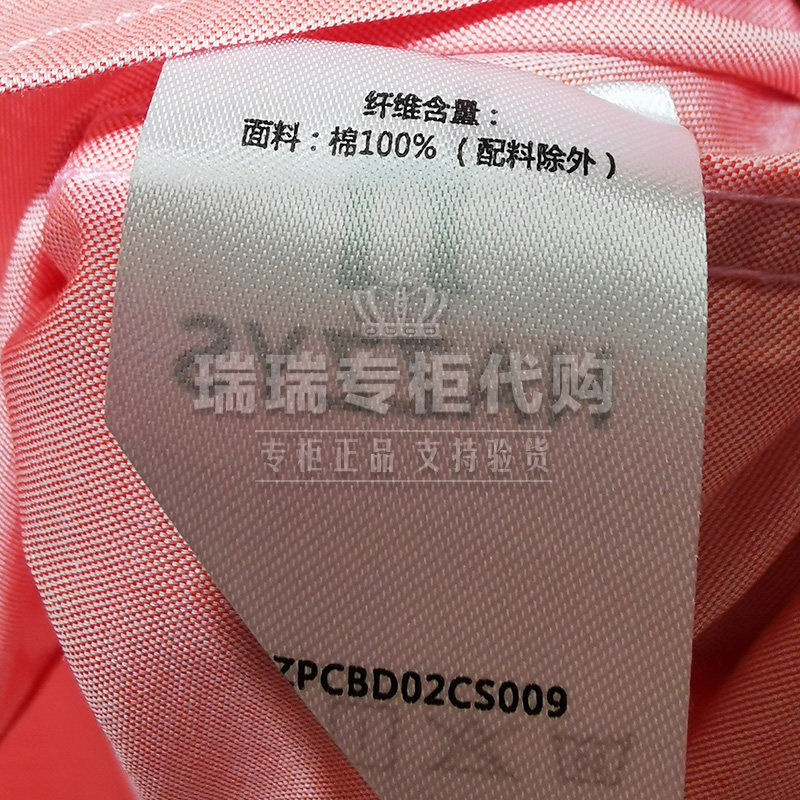 纤维含量：
面料：棉100%（配料除外）
瑞瑞专柜代购
专柜正品 支持验货
ZPCBD02CS009